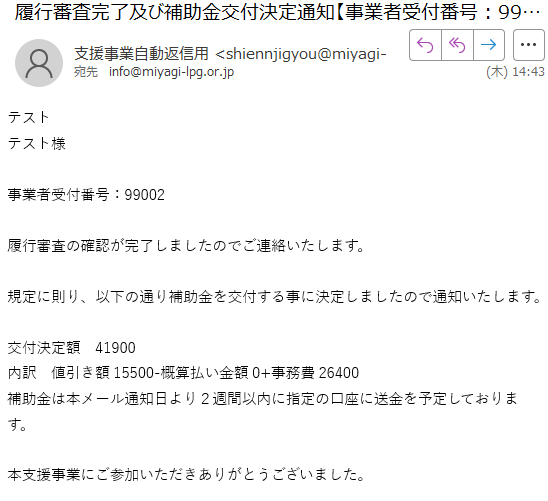 履行審査完了及び補助金交付決定通知【事業者受付番号：99…
支援事業自動返信用 <shiennjigyou@miyagi-
宛先 info@miyagi-lpg.or.jp
(木) 14:43
テスト
テスト様
事業者受付番号：99002
履行審査の確認が完了しましたのでご連絡いたします。
規定に則り、以下の通り補助金を交付する事に決定しましたので通知いたします。
交付決定額　41900
内訳　値引き額 15500-概算払い金額 0+事務費 26400
補助金は本メール通知日より２週間以内に指定の口座に送金を予定しておりま
す。
本支援事業にご参加いただきありがとうございました。